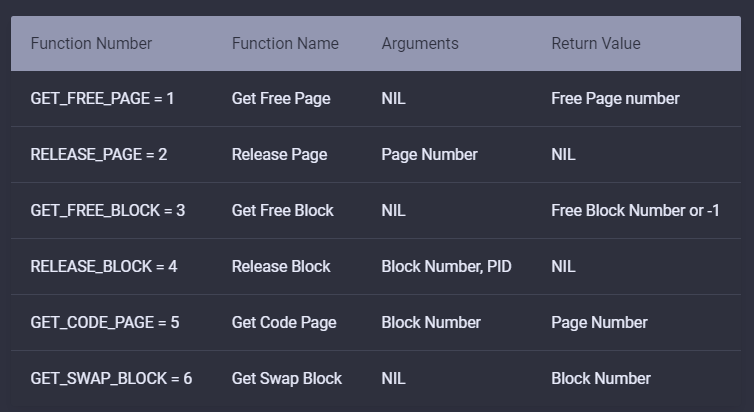 Function Number Function Name Arguments Return Value
GET_FREE_PAGE = 1 Get Free Page NIL Free Page number
RELEASE_PAGE = 2 Release Page Page Number NIL
GET_FREE_BLOCK = 3 Get Free Block NIL Free Block Number or -1
RELEASE_BLOCK = 4 Release Block Block Number, PID NIL
GET_CODE_PAGE = 5 Get Code Page Block Number Page Number
GET_SWAP_BLOCK = 6 Get Swap Block NIL Block Number